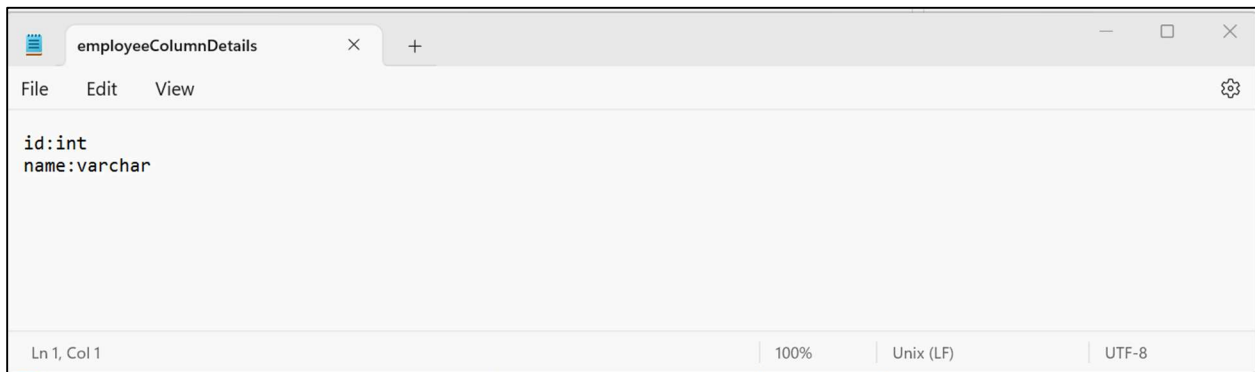 employeeColumnDetails
File Edit View
id:int
name:varchar
Ln 1, Col 1 100% Unix (LF) UTF-8